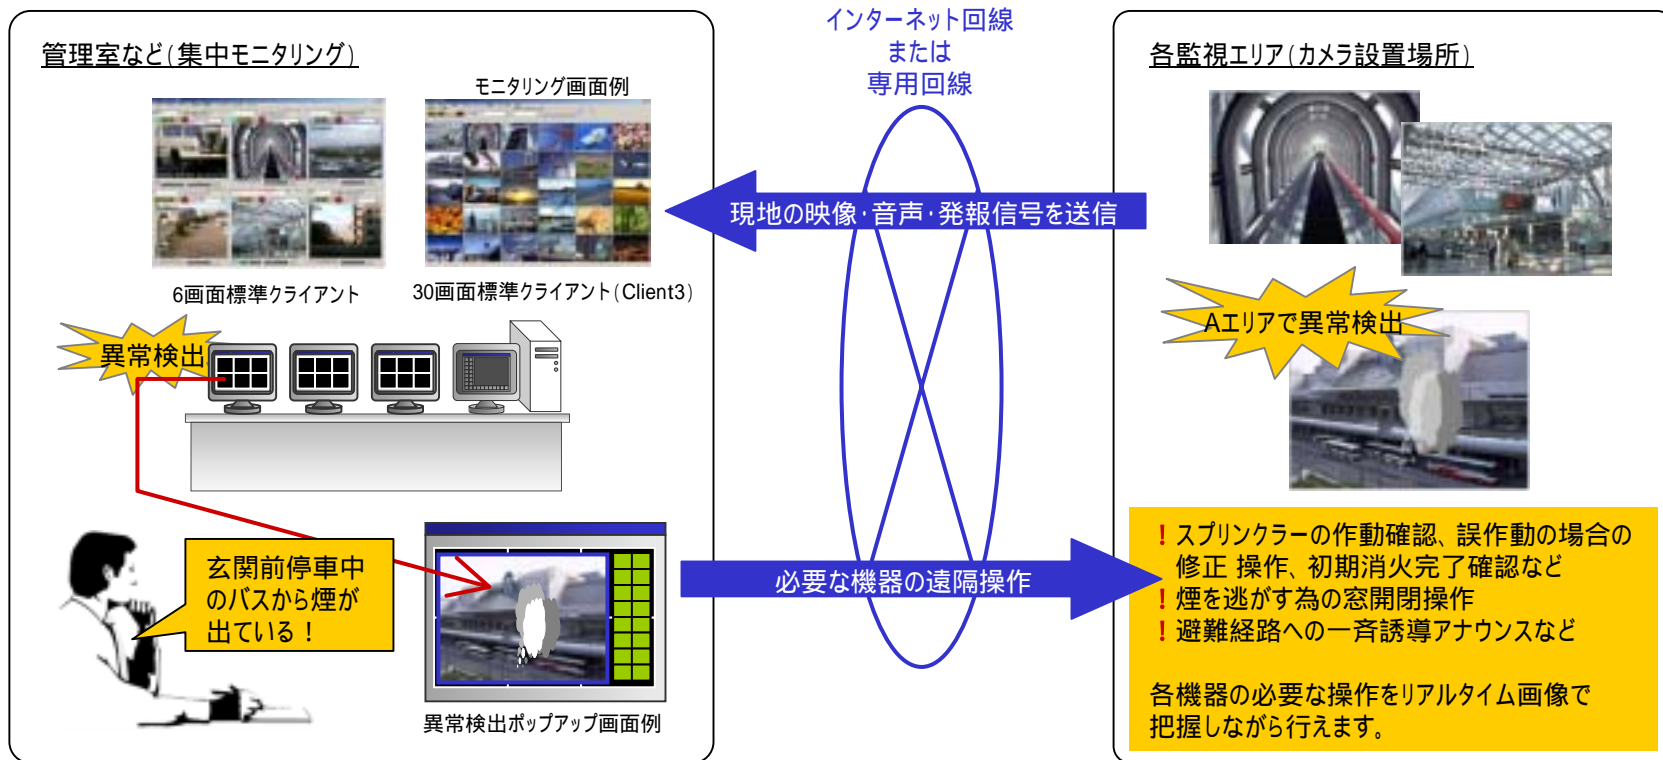 管理室など(集中モニタリング)
モニタリング画面例
6画面標準クライアント
30画面標準クライアント(Client3)
異常検出
玄関前停車中
のバスから煙が
出ている！
異常検出ポップアップ画面例
インターネット回線
または
専用回線
現地の映像・音声・発報信号を送信
必要な機器の遠隔操作
各監視エリア(カメラ設置場所)
Aエリアで異常検出
！スプリンクラーの作動確認、誤作動の場合の
修正 操作、初期消火完了確認など
！煙を逃がす為の窓開閉操作
！避難経路への一斉誘導アナウンスなど
各機器の必要な操作をリアルタイム画像で
把握しながら行えます。